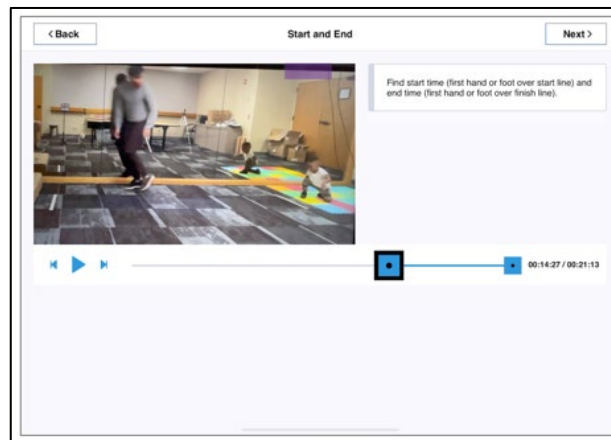 < Back
Start and End
Next >
Find start time (first hand or foot over start line) and
end time (first hand or foot over finish line).
00:14:27 / 00:21:13